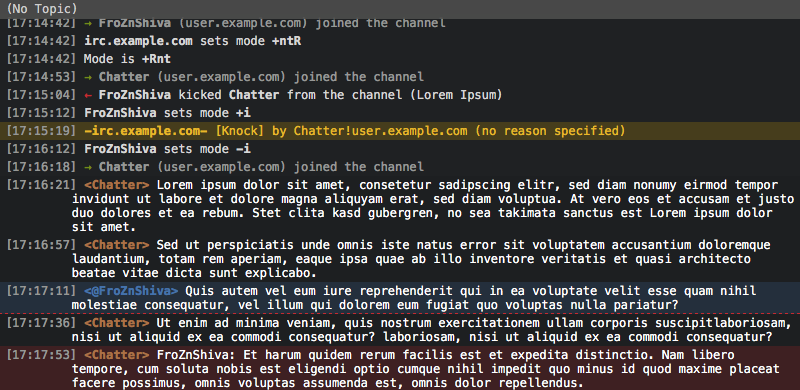 (No Topic)
[17:14:42] → FroZnShiva (user.example.com) joined the channel
[17:14:42] irc.example.com sets mode +ntR
[17:14:42] Mode is +Rnt
[17:14:53] → Chatter (user.example.com) joined the channel
[17:15:04] ← FroZnShiva kicked Chatter from the channel (Lorem Ipsum)
[17:15:12] FroZnShiva sets mode +i
[17:15:19] -irc.example.com- [Knock] by Chatter!user.example.com (no reason specified)
[17:16:12] FroZnShiva sets mode -i
[17:16:18] → Chatter (user.example.com) joined the channel
[17:16:21] <Chatter> Lorem ipsum dolor sit amet, consetetur sadipscing elitr, sed diam nonumy eirmod tempor
invidunt ut labore et dolore magna aliquyam erat, sed diam voluptua. At vero eos et accusam et justo
duo dolores et ea rebum. Stet clita kasd gubergren, no sea takimata sanctus est Lorem ipsum dolor
sit amet.
[17:16:57] <Chatter> Sed ut perspiciatis unde omnis iste natus error sit voluptatem accusantium doloremque
laudantium, totam rem aperiam, eaque ipsa quae ab illo inventore veritatis et quasi architecto
beatae vitae dicta sunt explicabo.
[17:17:11] <@FroZnShiva> Quis autem vel eum iure reprehenderit qui in ea voluptate velit esse quam nihil
molestiae consequatur, vel illum qui dolorem eum fugiat quo voluptas nulla pariatur?
[17:17:36] <Chatter> Ut enim ad minima veniam, quis nostrum exercitationem ullam corporis suscipitlaboriosam,
nisi ut aliquid ex ea commodi consequatur? laboriosam, nisi ut aliquid ex ea commodi consequatur?
[17:17:53] <Chatter> FroZnShiva: Et harum quidem rerum facilis est et expedita distinctio. Nam libero
tempore, cum soluta nobis est eligendi optio cumque nihil impedit quo minus id quod maxime placeat
facere possimus, omnis voluptas assumenda est, omnis dolor repellendus.